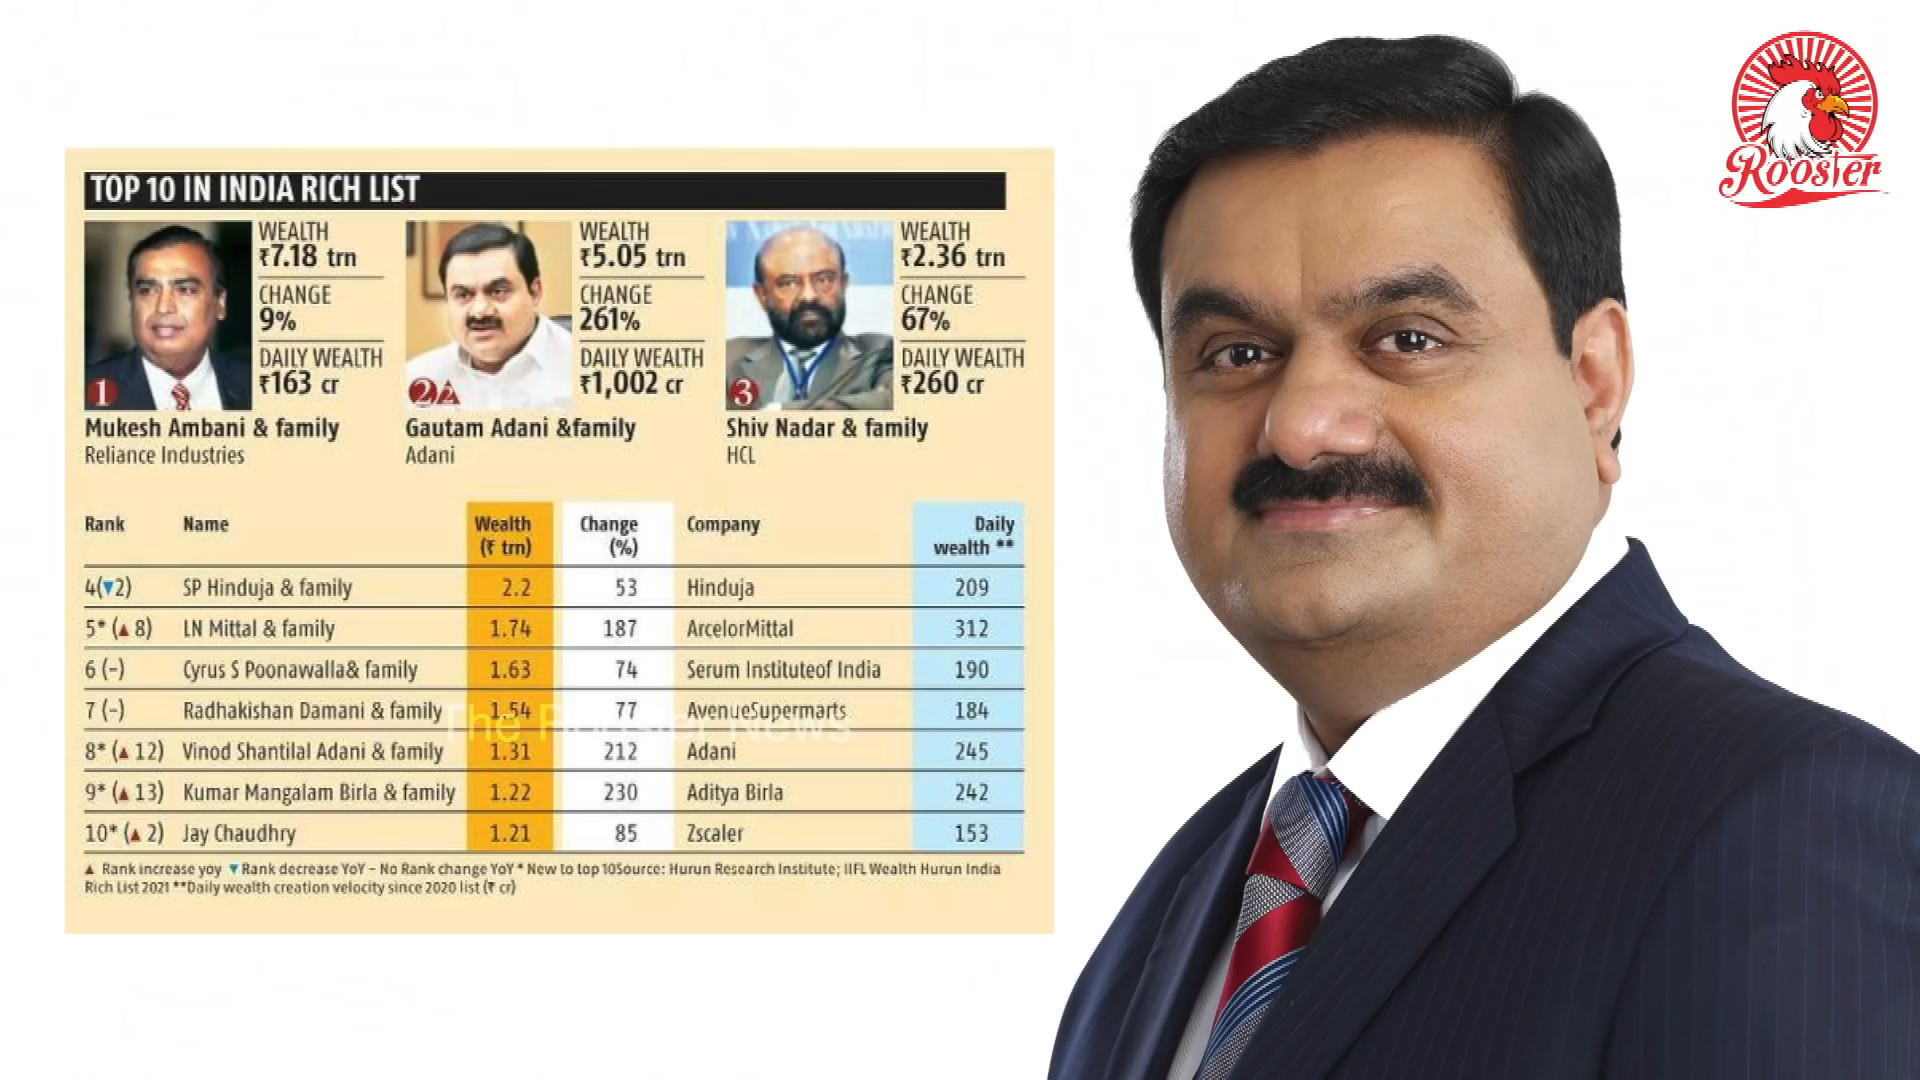 Rooster
TOP 10 IN INDIA RICH LIST
WEALTH
₹7.18 trn
CHANGE
9%
DAILY WEALTH
₹163 cr
1
Mukesh Ambani & family
Reliance Industries
WEALTH
₹5.05 trn
CHANGE
261%
DAILY WEALTH
₹1,002 cr
2
Gautam Adani &family
Adani
WEALTH
₹2.36 trn
CHANGE
67%
DAILY WEALTH
₹260 cr
3
Shiv Nadar & family
HCL
Rank Name Wealth (₹ trn) Change (%) Company Daily wealth **
4(▼2) SP Hinduja & family 2.2 53 Hinduja 209
5* (▲ 8) LN Mittal & family 1.74 187 ArcelorMittal 312
6 (-) Cyrus S Poonawalla& family 1.63 74 Serum Instituteof India 190
7 (-) Radhakishan Damani & family 1.54 77 AvenueSupermarts 184
The Rooster News
8* (▲ 12) Vinod Shantilal Adani & family 1.31 212 Adani 245
9* (▲ 13) Kumar Mangalam Birla & family 1.22 230 Aditya Birla 242
10* (▲ 2) Jay Chaudhry 1.21 85 Zscaler 153
▲ Rank increase yoy ▼Rank decrease YoY – No Rank change YoY * New to top 10Source: Hurun Research Institute; IIFL Wealth Hurun India
Rich List 2021 **Daily wealth creation velocity since 2020 list (₹ cr)